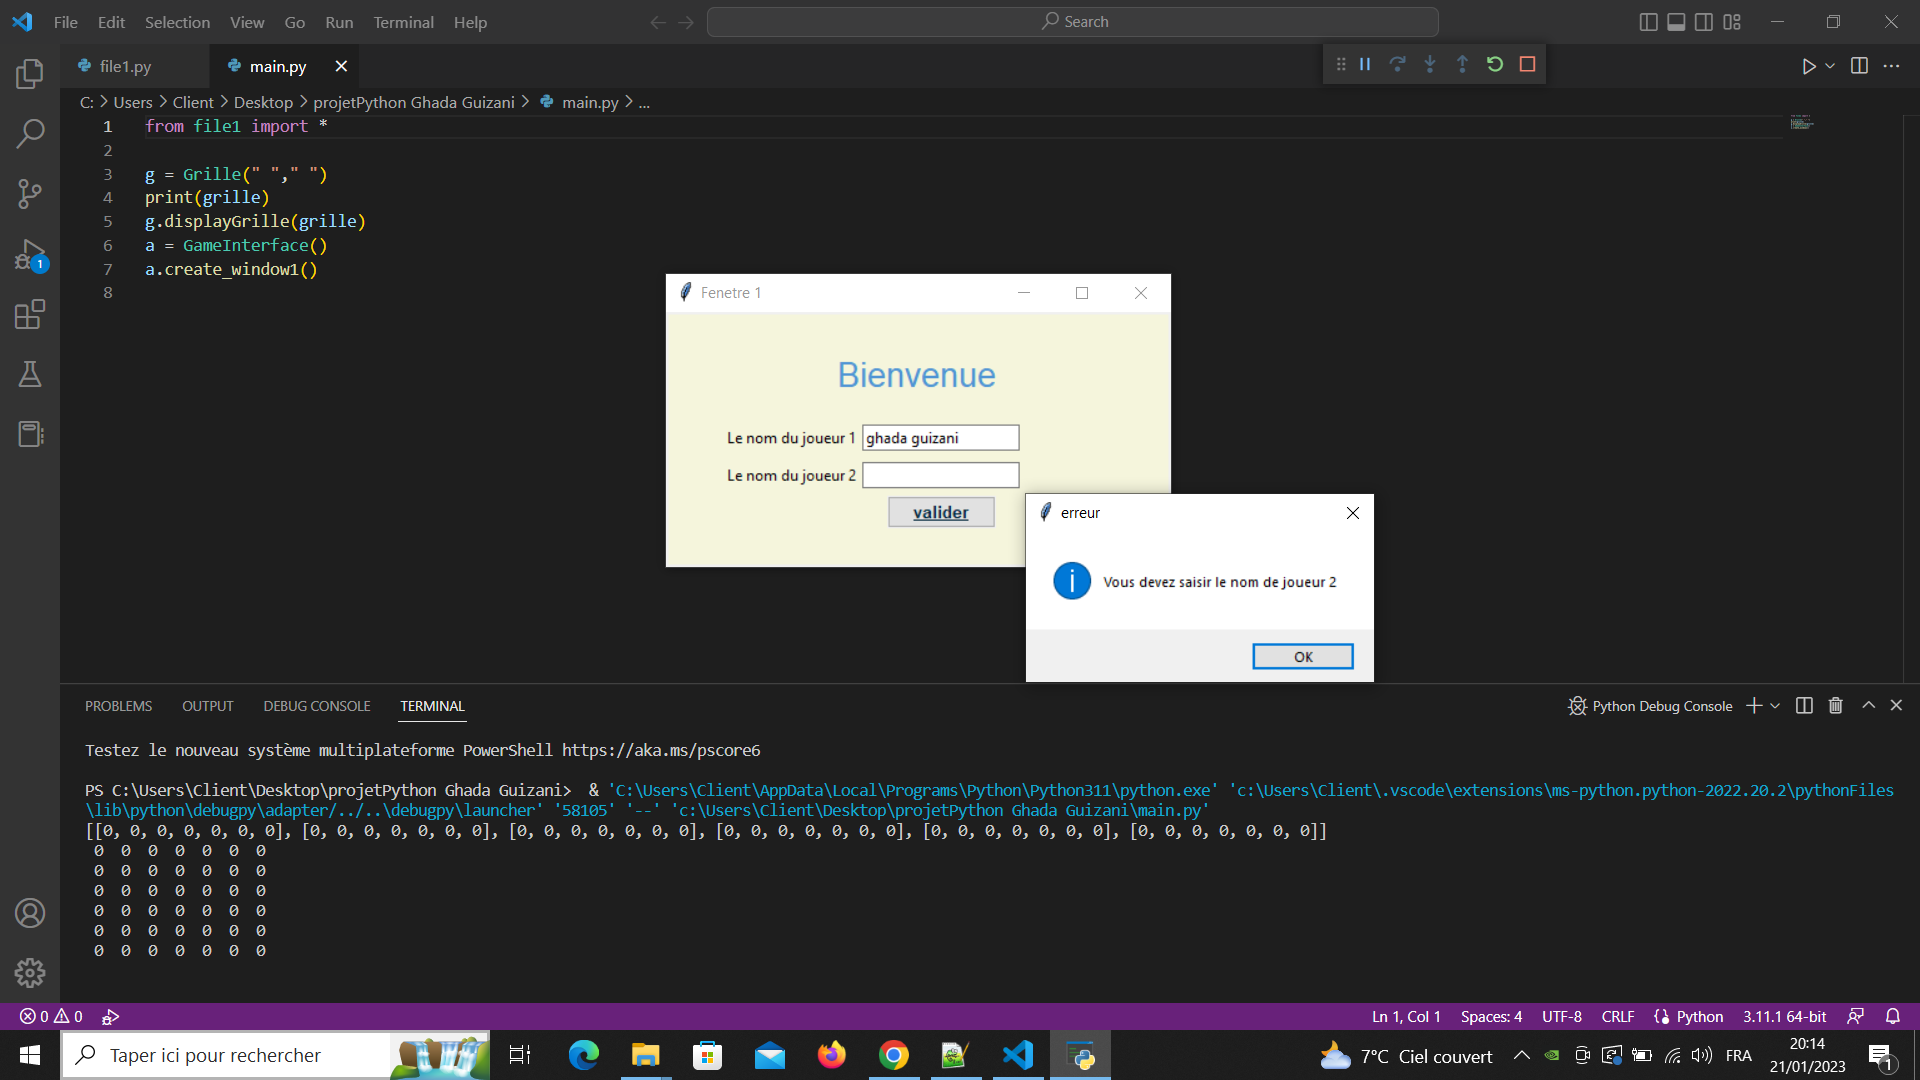 File Edit Selection View Go Run Terminal Help
Search
file1.py main.py
C: Users Client Desktop projetPython Ghada Guizani main.py ...
1 from file1 import *
2
3 g = Grille(" "," ")
4 print(grille)
5 g.displayGrille(grille)
6 a = GameInterface()
7 a.create_window1()
8
1
Fenetre 1
Bienvenue
Le nom du joueur 1 ghada guizani
Le nom du joueur 2
valider
erreur
Vous devez saisir le nom de joueur 2
OK
PROBLEMS OUTPUT DEBUG CONSOLE TERMINAL Python Debug Console
Testez le nouveau système multiplateforme PowerShell https://aka.ms/pscore6
PS C:\Users\Client\Desktop\projetPython Ghada Guizani> & 'C:\Users\Client\AppData\Local\Programs\Python\Python311\python.exe' 'c:\Users\Client\.vscode\extensions\ms-python.python-2022.20.2\pythonFiles
\lib\python\debugpy\adapter/../..\debugpy\launcher' '58105' '--' 'c:\Users\Client\Desktop\projetPython Ghada Guizani\main.py'
[[0, 0, 0, 0, 0, 0, 0], [0, 0, 0, 0, 0, 0, 0], [0, 0, 0, 0, 0, 0, 0], [0, 0, 0, 0, 0, 0, 0], [0, 0, 0, 0, 0, 0, 0], [0, 0, 0, 0, 0, 0, 0]]
0 0 0 0 0 0 0
0 0 0 0 0 0 0
0 0 0 0 0 0 0
0 0 0 0 0 0 0
0 0 0 0 0 0 0
0 0 0 0 0 0 0
0 0 Ln 1, Col 1 Spaces: 4 UTF-8 CRLF Python 3.11.1 64-bit
Taper ici pour rechercher 7°C Ciel couvert FRA 20:14
21/01/2023
1